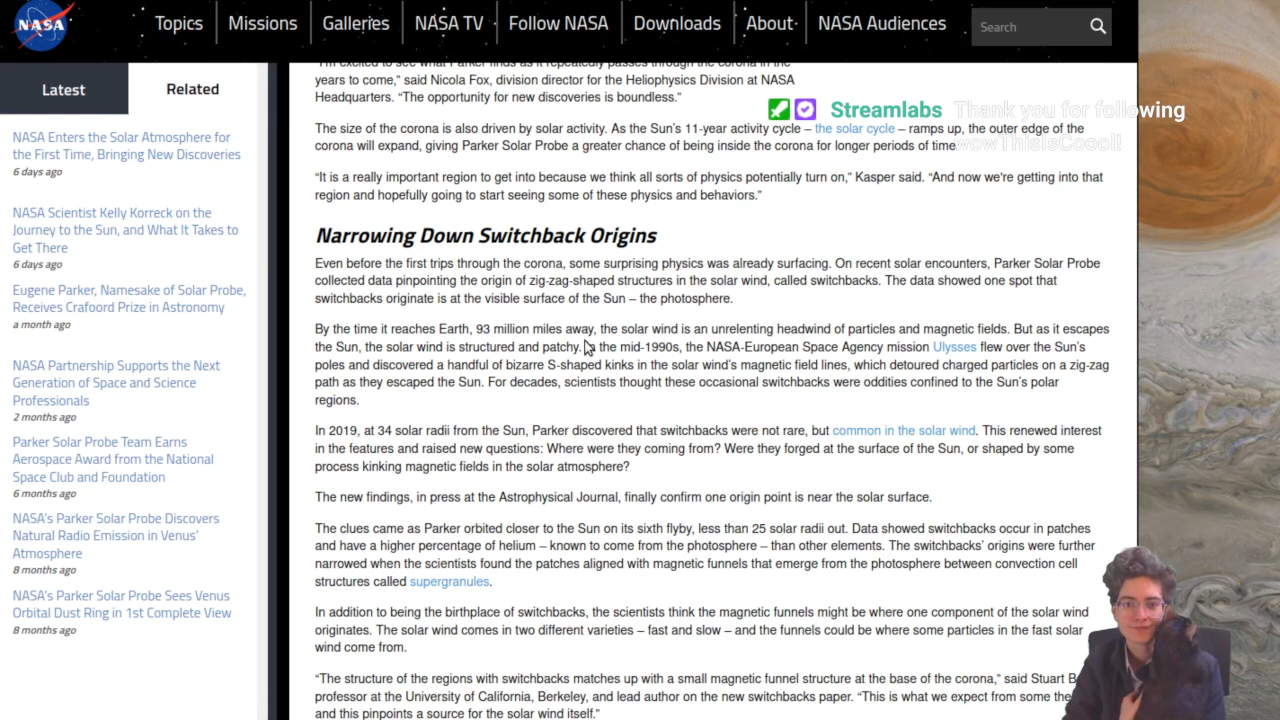 NASA
Topics
Missions
Galleries
NASA TV
Follow NASA
Downloads
About
NASA Audiences
Search
Latest
Related
NASA Enters the Solar Atmosphere for
the First Time, Bringing New Discoveries
6 days ago
NASA Scientist Kelly Korreck on the
Journey to the Sun, and What It Takes to
Get There
6 days ago
Eugene Parker, Namesake of Solar Probe,
Receives Crafoord Prize in Astronomy
a month ago
NASA Partnership Supports the Next
Generation of Space and Science
Professionals
2 months ago
Parker Solar Probe Team Earns
Aerospace Award from the National
Space Club and Foundation
6 months ago
NASA's Parker Solar Probe Discovers
Natural Radio Emission in Venus'
Atmosphere
8 months ago
NASA's Parker Solar Probe Sees Venus
Orbital Dust Ring in 1st Complete View
8 months ago
“I'm excited to see what Parker finds as it repeatedly passes through the corona in the
years to come,” said Nicola Fox, division director for the Heliophysics Division at NASA
Headquarters. “The opportunity for new discoveries is boundless.”
Streamlabs Thank you for following
wowThisIsCoool!
The size of the corona is also driven by solar activity. As the Sun's 11-year activity cycle – the solar cycle – ramps up, the outer edge of the
corona will expand, giving Parker Solar Probe a greater chance of being inside the corona for longer periods of time.
“It is a really important region to get into because we think all sorts of physics potentially turn on,” Kasper said. “And now we're getting into that
region and hopefully going to start seeing some of these physics and behaviors.”
Narrowing Down Switchback Origins
Even before the first trips through the corona, some surprising physics was already surfacing. On recent solar encounters, Parker Solar Probe
collected data pinpointing the origin of zig-zag-shaped structures in the solar wind, called switchbacks. The data showed one spot that
switchbacks originate is at the visible surface of the Sun – the photosphere.
By the time it reaches Earth, 93 million miles away, the solar wind is an unrelenting headwind of particles and magnetic fields. But as it escapes
the Sun, the solar wind is structured and patchy. In the mid-1990s, the NASA-European Space Agency mission Ulysses flew over the Sun's
poles and discovered a handful of bizarre S-shaped kinks in the solar wind's magnetic field lines, which detoured charged particles on a zig-zag
path as they escaped the Sun. For decades, scientists thought these occasional switchbacks were oddities confined to the Sun's polar
regions.
In 2019, at 34 solar radii from the Sun, Parker discovered that switchbacks were not rare, but common in the solar wind. This renewed interest
in the features and raised new questions: Where were they coming from? Were they forged at the surface of the Sun, or shaped by some
process kinking magnetic fields in the solar atmosphere?
The new findings, in press at the Astrophysical Journal, finally confirm one origin point is near the solar surface.
The clues came as Parker orbited closer to the Sun on its sixth flyby, less than 25 solar radii out. Data showed switchbacks occur in patches
and have a higher percentage of helium – known to come from the photosphere – than other elements. The switchbacks' origins were further
narrowed when the scientists found the patches aligned with magnetic funnels that emerge from the photosphere between convection cell
structures called supergranules.
In addition to being the birthplace of switchbacks, the scientists think the magnetic funnels might be where one component of the solar wind
originates. The solar wind comes in two different varieties – fast and slow – and the funnels could be where some particles in the fast solar
wind come from.
“The structure of the regions with switchbacks matches up with a small magnetic funnel structure at the base of the corona,” said Stuart
professor at the University of California, Berkeley, and lead author on the new switchbacks paper. “This is what we expect from some
and this pinpoints a source for the solar wind itself.”